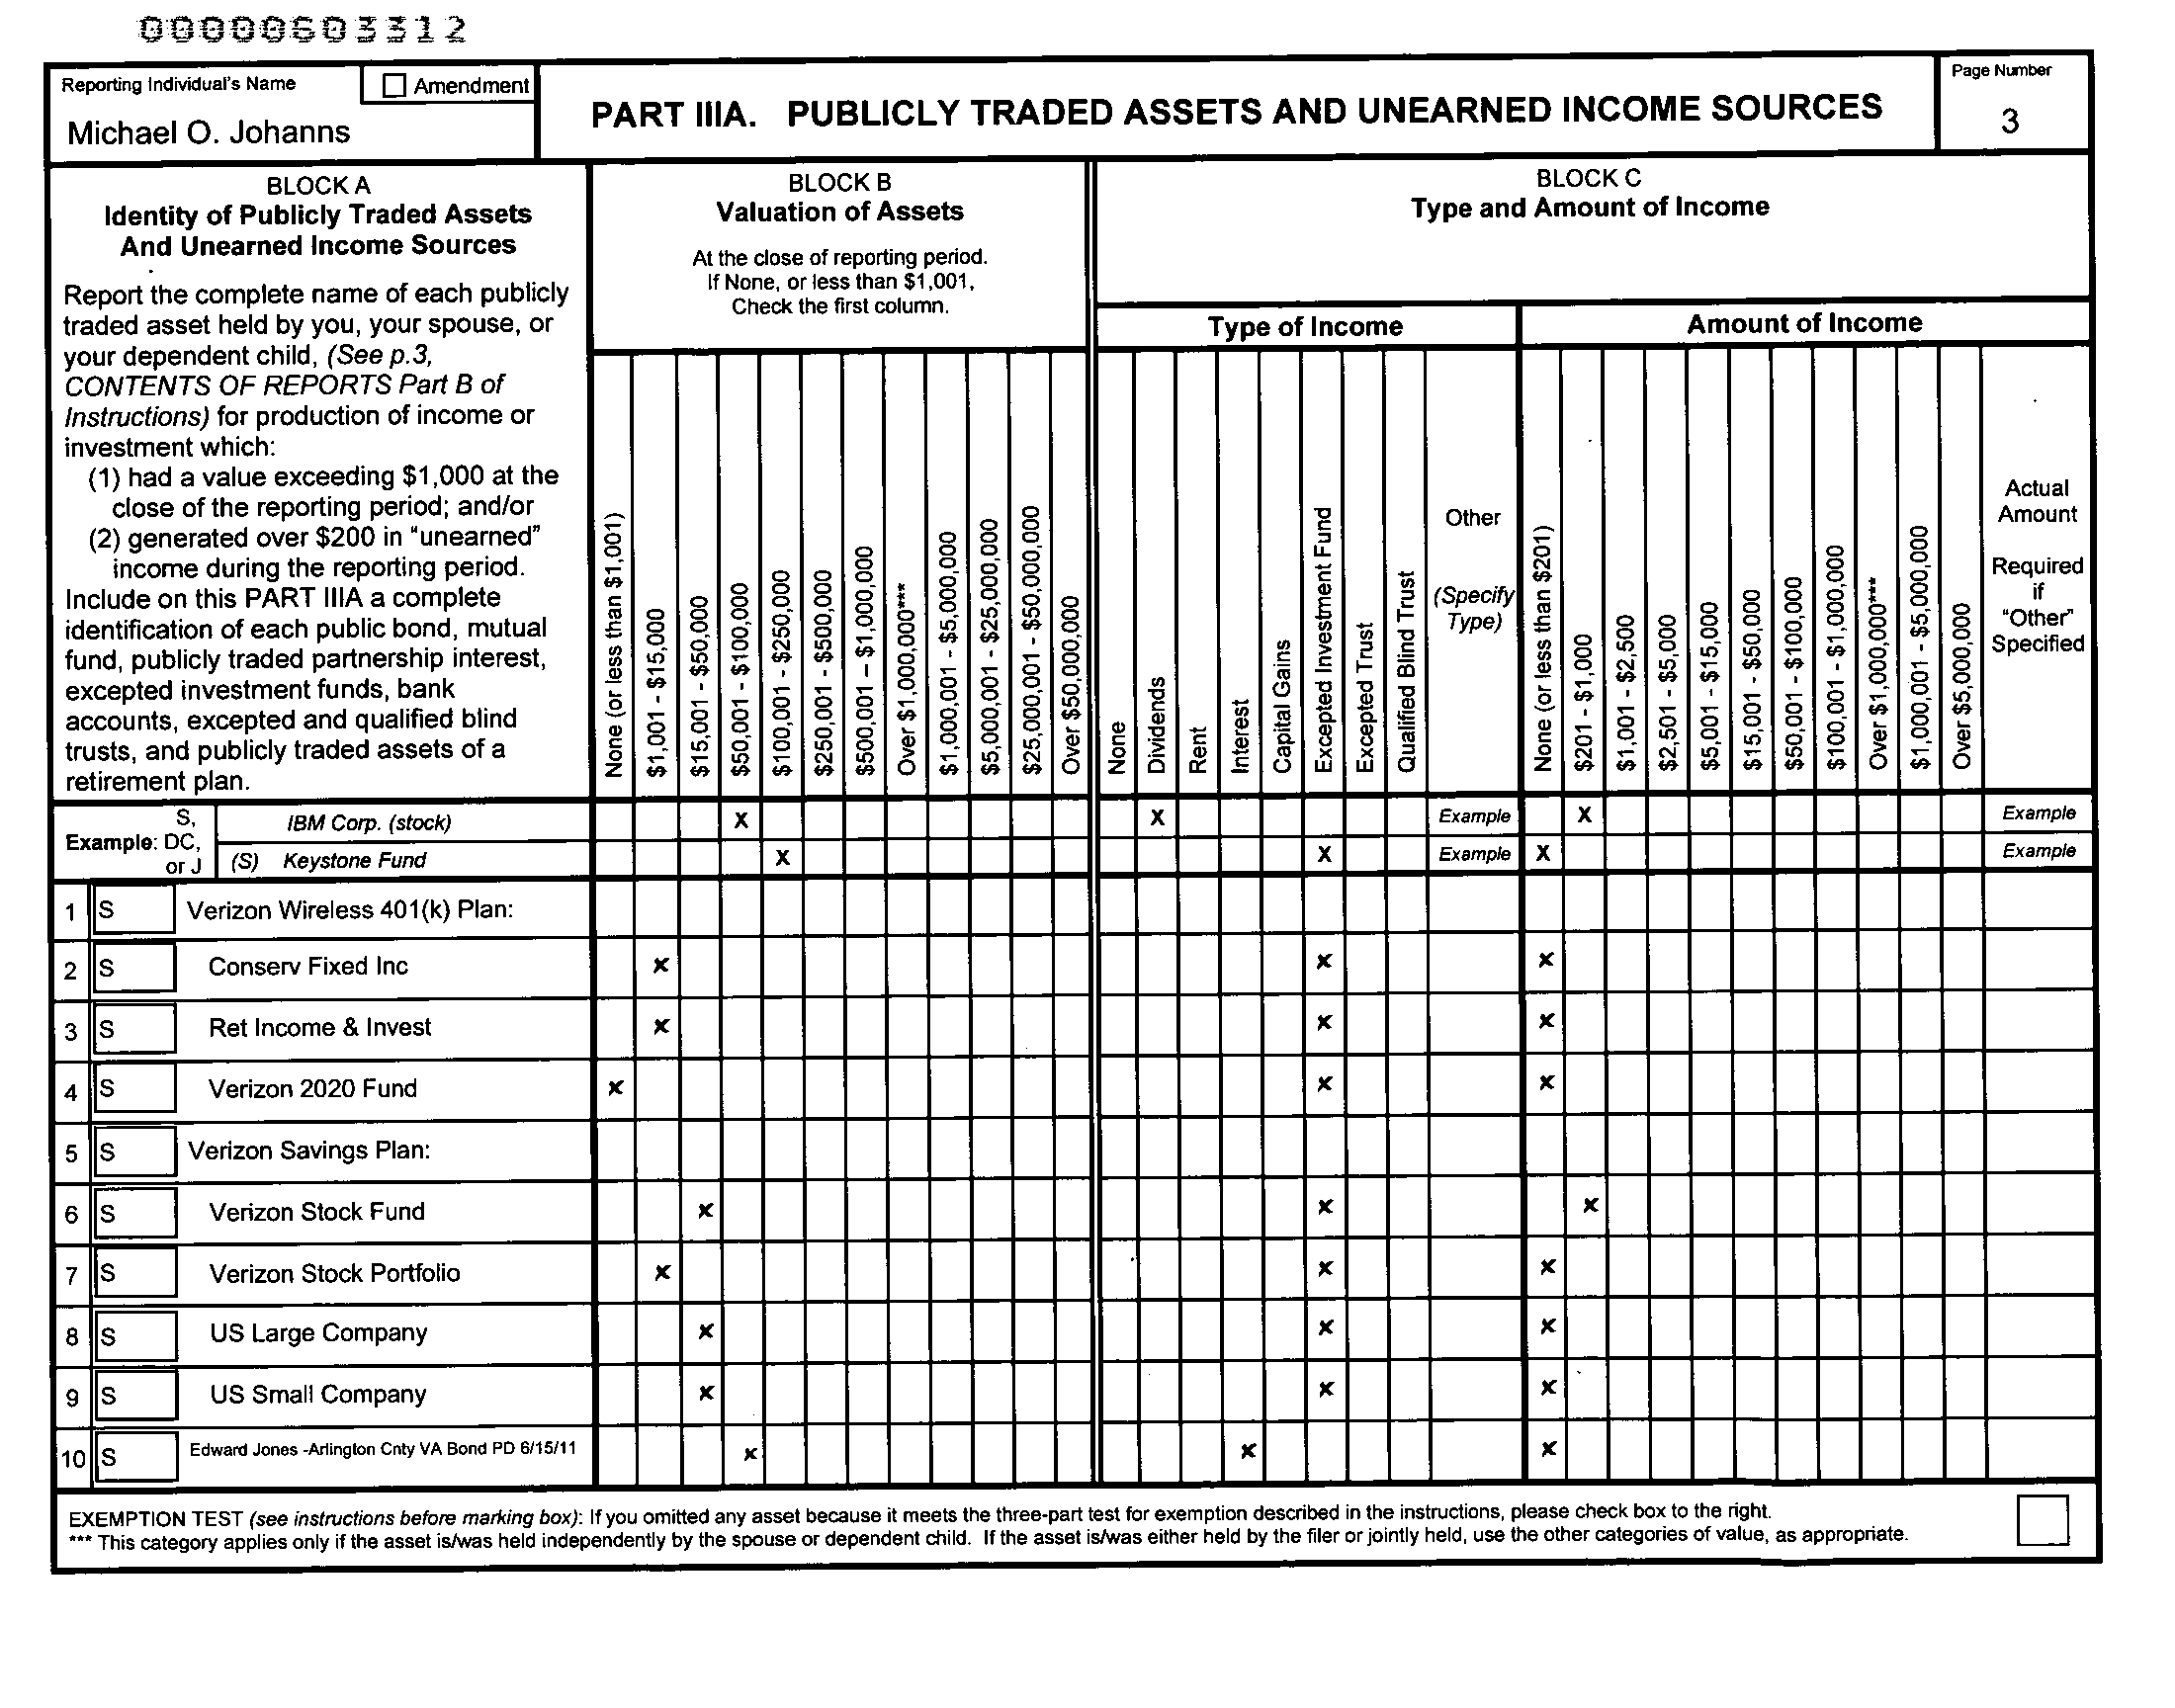 00000603312
Reporting Individual's Name
Amendment
Michael O. Johanns
PART IIIA. PUBLICLY TRADED ASSETS AND UNEARNED INCOME SOURCES
Page Number
3
BLOCK A
Identity of Publicly Traded Assets
And Unearned Income Sources
Report the complete name of each publicly
traded asset held by you, your spouse, or
your dependent child, (See p.3,
CONTENTS OF REPORTS Part B of
Instructions) for production of income or
investment which:
(1) had a value exceeding $1,000 at the
close of the reporting period; and/or
(2) generated over $200 in "unearned"
income during the reporting period.
Include on this PART IIIA a complete
identification of each public bond, mutual
fund, publicly traded partnership interest,
excepted investment funds, bank
accounts, excepted and qualified blind
trusts, and publicly traded assets of a
retirement plan.
BLOCK B
Valuation of Assets
At the close of reporting period.
If None, or less than $1,001,
Check the first column.
BLOCK C
Type and Amount of Income
Type of Income
Amount of Income
None (or less than $1,001)
$1,001 - $15,000
$15,001 - $50,000
$50,001 - $100,000
$100,001 - $250,000
$250,001 - $500,000
$500,001 – $1,000,000
Over $1,000,000***
$1,000,001 - $5,000,000
$5,000,001 - $25,000,000
$25,000,001 - $50,000,000
Over $50,000,000
None
Dividends
Rent
Interest
Capital Gains
Excepted Investment Fund
Excepted Trust
Qualified Blind Trust
Other
(Specify
Type)
None (or less than $201)
$201 - $1,000
$1,001 - $2,500
$2,501 - $5,000
$5,001 - $15,000
$15,001 - $50,000
$50,001 - $100,000
$100,001 - $1,000,000
Over $1,000,000***
$1,000,001 - $5,000,000
Over $5,000,000
Actual
Amount
Required
if
"Other"
Specified
Example: S, DC, or J
IBM Corp. (stock) X X Example X Example
(S) Keystone Fund X X Example X Example
1 S Verizon Wireless 401(k) Plan:
2 S Conserv Fixed Inc x x x
3 S Ret Income & Invest x x x
4 S Verizon 2020 Fund x x x
5 S Verizon Savings Plan:
6 S Verizon Stock Fund x x x
7 S Verizon Stock Portfolio x x x
8 S US Large Company x x x
9 S US Small Company x x x
10 S Edward Jones -Arlington Cnty VA Bond PD 6/15/11 x x x
EXEMPTION TEST (see instructions before marking box): If you omitted any asset because it meets the three-part test for exemption described in the instructions, please check box to the right.
*** This category applies only if the asset is/was held independently by the spouse or dependent child. If the asset is/was either held by the filer or jointly held, use the other categories of value, as appropriate.